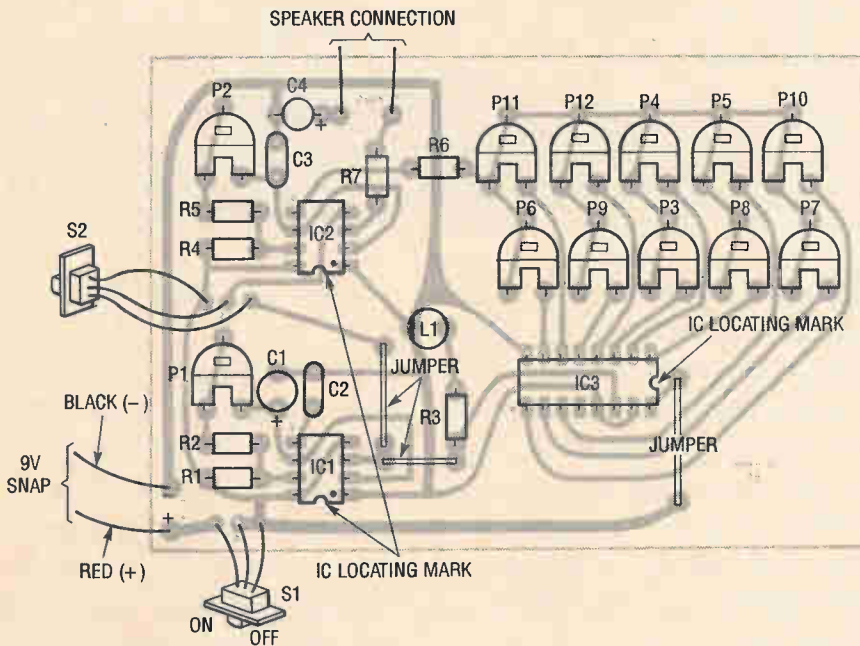 SPEAKER CONNECTION
P2
C4
+
C3
R7
R6
P11
P12
P4
P5
P10
R5
R4
IC2
P6
P9
P3
P8
P7
S2
L1
IC LOCATING MARK
P1
C1
+
C2
JUMPER
IC3
R3
JUMPER
BLACK (–)
R2
R1
IC1
9V
SNAP
+
RED (+)
IC LOCATING MARK
S1
ON
OFF